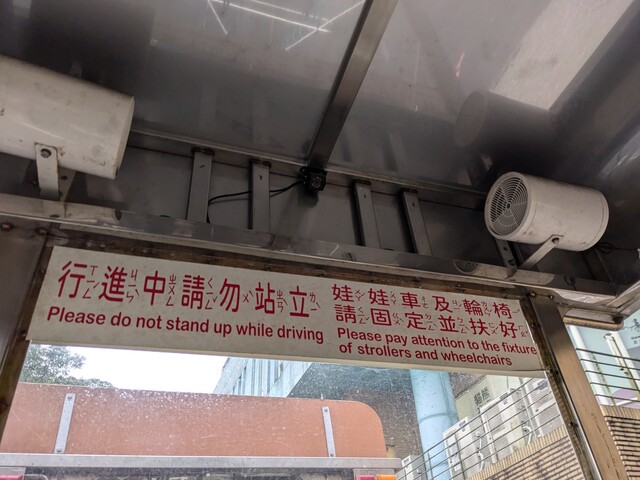 行進中請勿站立
Please do not stand up while driving
娃娃車及輪椅
請固定並扶好
Please pay attention to the fixture
of strollers and wheelchairs